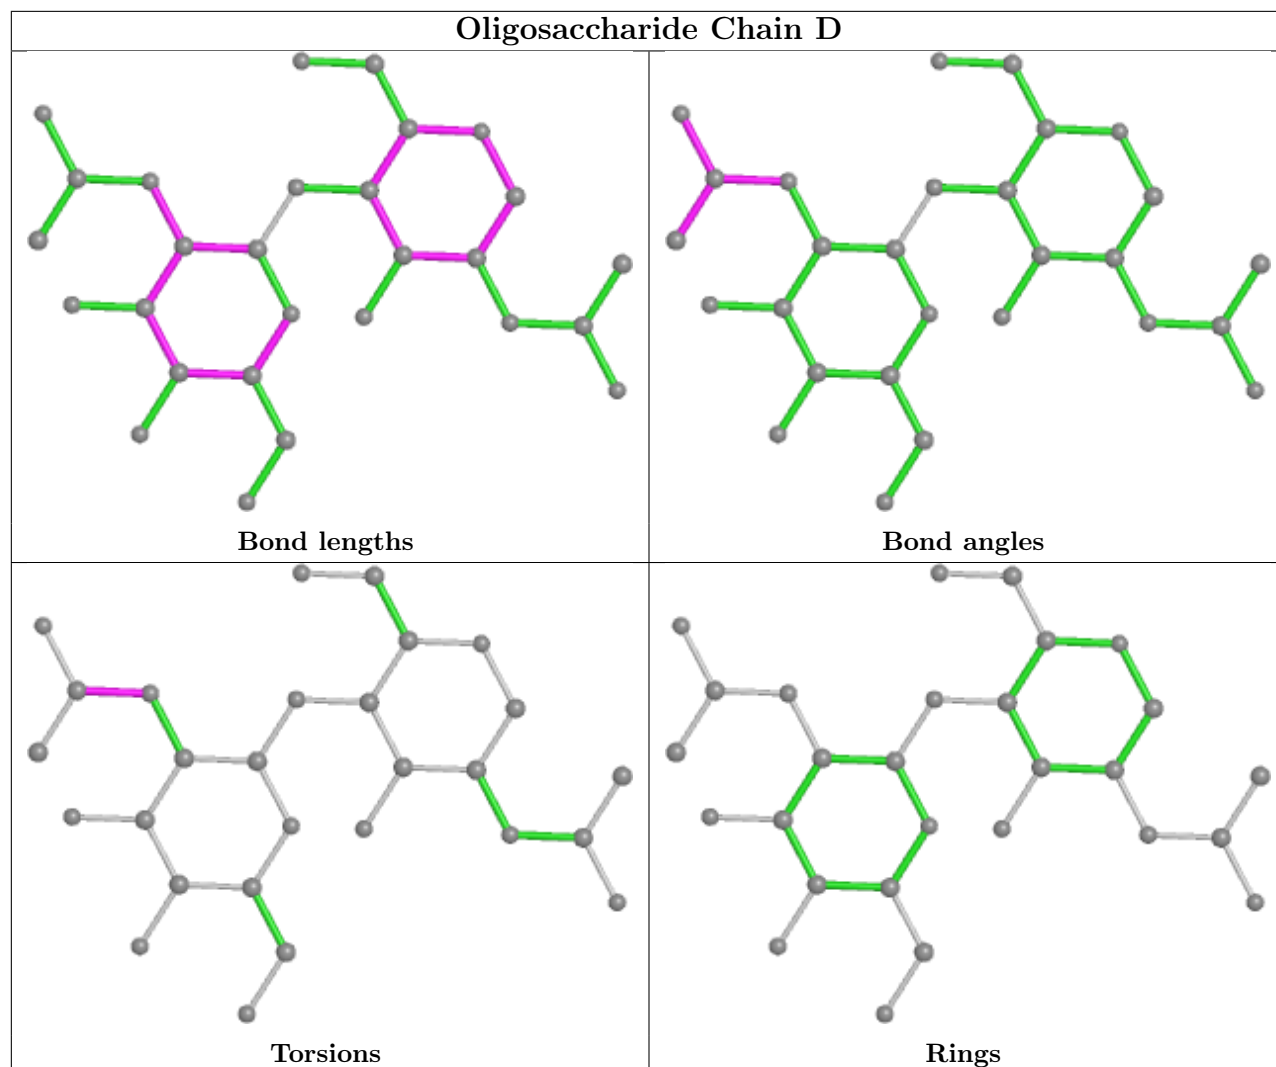 Oligosaccharide Chain D
Bond lengths
Bond angles
Torsions
Rings